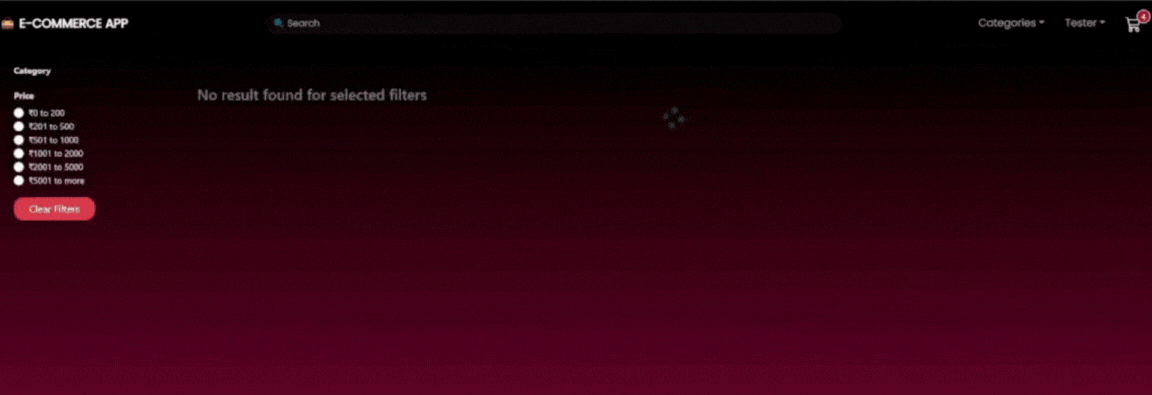 E-COMMERCE APP
Search
Categories
Tester
4
Category
Price
₹0 to 200
₹201 to 500
₹501 to 1000
₹1001 to 2000
₹2001 to 5000
₹5001 to more
Clear Filters
No result found for selected filters